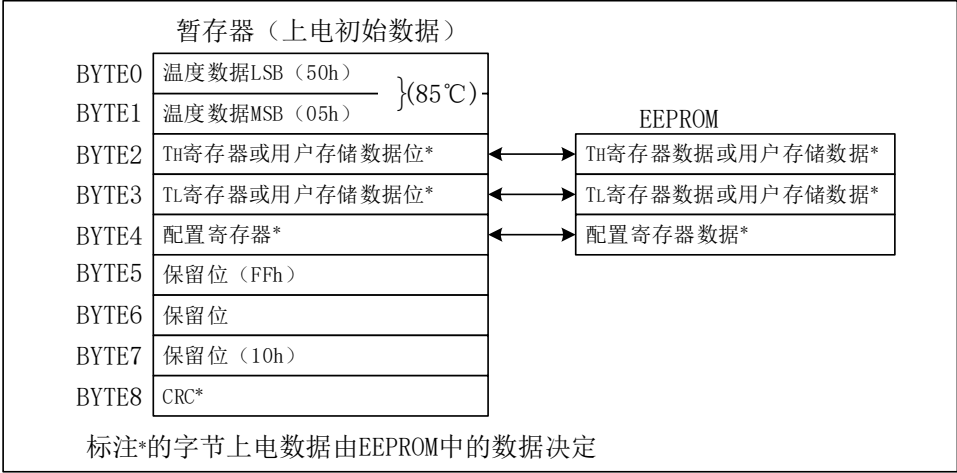 暂存器（上电初始数据）
BYTE0 温度数据LSB（50h）
}(85℃)
BYTE1 温度数据MSB（05h）
EEPROM
BYTE2 TH寄存器或用户存储数据位* TH寄存器数据或用户存储数据*
BYTE3 TL寄存器或用户存储数据位* TL寄存器数据或用户存储数据*
BYTE4 配置寄存器* 配置寄存器数据*
BYTE5 保留位（FFh）
BYTE6 保留位
BYTE7 保留位（10h）
BYTE8 CRC*
标注*的字节上电数据由EEPROM中的数据决定